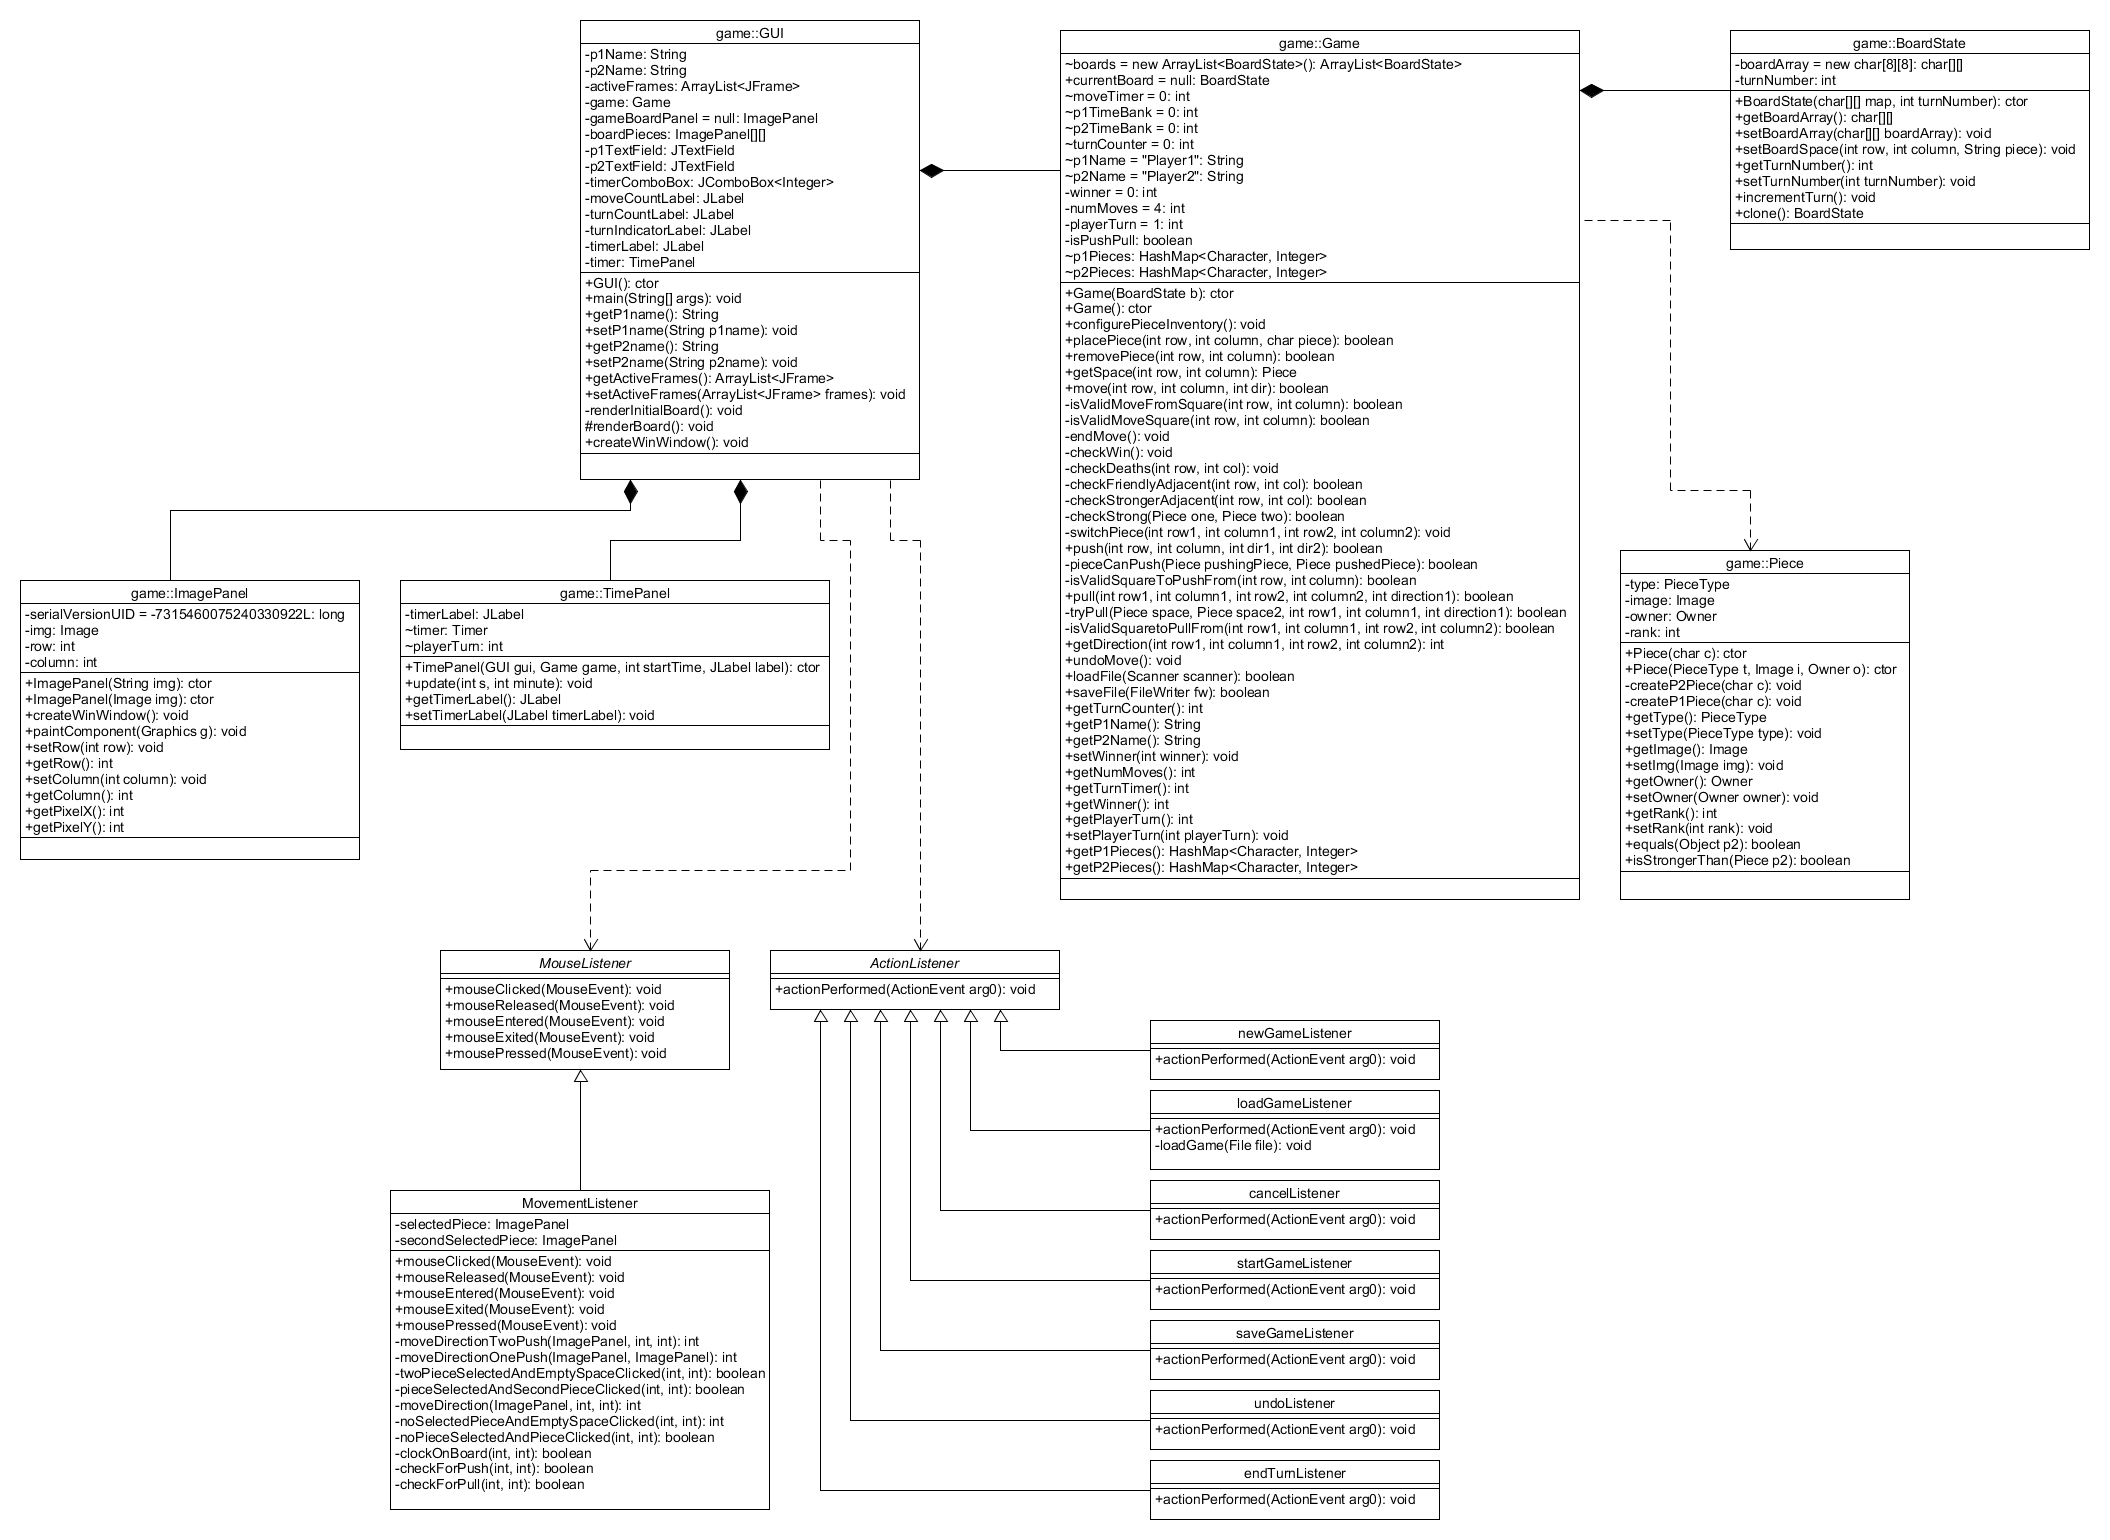 game::GUI
-p1Name: String
-p2Name: String
-activeFrames: ArrayList<JFrame>
-game: Game
-gameBoardPanel = null: ImagePanel
-boardPieces: ImagePanel[][]
-p1TextField: JTextField
-p2TextField: JTextField
-timerComboBox: JComboBox<Integer>
-moveCountLabel: JLabel
-turnCountLabel: JLabel
-turnIndicatorLabel: JLabel
-timerLabel: JLabel
-timer: TimePanel
+GUI(): ctor
+main(String[] args): void
+getP1name(): String
+setP1name(String p1name): void
+getP2name(): String
+setP2name(String p2name): void
+getActiveFrames(): ArrayList<JFrame>
+setActiveFrames(ArrayList<JFrame> frames): void
-renderInitialBoard(): void
#renderBoard(): void
+createWinWindow(): void
game::Game
~boards = new ArrayList<BoardState>(): ArrayList<BoardState>
+currentBoard = null: BoardState
~moveTimer = 0: int
~p1TimeBank = 0: int
~p2TimeBank = 0: int
~turnCounter = 0: int
~p1Name = "Player1": String
~p2Name = "Player2": String
-winner = 0: int
-numMoves = 4: int
-playerTurn = 1: int
-isPushPull: boolean
~p1Pieces: HashMap<Character, Integer>
~p2Pieces: HashMap<Character, Integer>
+Game(BoardState b): ctor
+Game(): ctor
+configurePieceInventory(): void
+placePiece(int row, int column, char piece): boolean
+removePiece(int row, int column): boolean
+getSpace(int row, int column): Piece
+move(int row, int column, int dir): boolean
-isValidMoveFromSquare(int row, int column): boolean
-isValidMoveSquare(int row, int column): boolean
-endMove(): void
-checkWin(): void
-checkDeaths(int row, int col): void
-checkFriendlyAdjacent(int row, int col): boolean
-checkStrongerAdjacent(int row, int col): boolean
-checkStrong(Piece one, Piece two): boolean
-switchPiece(int row1, int column1, int row2, int column2): void
+push(int row, int column, int dir1, int dir2): boolean
-pieceCanPush(Piece pushingPiece, Piece pushedPiece): boolean
-isValidSquareToPushFrom(int row, int column): boolean
+pull(int row1, int column1, int row2, int column2, int direction1): boolean
-tryPull(Piece space, Piece space2, int row1, int column1, int direction1): boolean
-isValidSquaretoPullFrom(int row1, int column1, int row2, int column2): boolean
+getDirection(int row1, int column1, int row2, int column2): int
+undoMove(): void
+loadFile(Scanner scanner): boolean
+saveFile(FileWriter fw): boolean
+getTurnCounter(): int
+getP1Name(): String
+getP2Name(): String
+setWinner(int winner): void
+getNumMoves(): int
+getTurnTimer(): int
+getWinner(): int
+getPlayerTurn(): int
+setPlayerTurn(int playerTurn): void
+getP1Pieces(): HashMap<Character, Integer>
+getP2Pieces(): HashMap<Character, Integer>
game::BoardState
-boardArray = new char[8][8]: char[][]
-turnNumber: int
+BoardState(char[][] map, int turnNumber): ctor
+getBoardArray(): char[][]
+setBoardArray(char[][] boardArray): void
+setBoardSpace(int row, int column, String piece): void
+getTurnNumber(): int
+setTurnNumber(int turnNumber): void
+incrementTurn(): void
+clone(): BoardState
game::Piece
-type: PieceType
-image: Image
-owner: Owner
-rank: int
+Piece(char c): ctor
+Piece(PieceType t, Image i, Owner o): ctor
-createP2Piece(char c): void
-createP1Piece(char c): void
+getType(): PieceType
+setType(PieceType type): void
+getImage(): Image
+setImg(Image img): void
+getOwner(): Owner
+setOwner(Owner owner): void
+getRank(): int
+setRank(int rank): void
+equals(Object p2): boolean
+isStrongerThan(Piece p2): boolean
game::ImagePanel
-serialVersionUID = -7315460075240330922L: long
-img: Image
-row: int
-column: int
+ImagePanel(String img): ctor
+ImagePanel(Image img): ctor
+createWinWindow(): void
+paintComponent(Graphics g): void
+setRow(int row): void
+getRow(): int
+setColumn(int column): void
+getColumn(): int
+getPixelX(): int
+getPixelY(): int
game::TimePanel
-timerLabel: JLabel
~timer: Timer
~playerTurn: int
+TimePanel(GUI gui, Game game, int startTime, JLabel label): ctor
+update(int s, int minute): void
+getTimerLabel(): JLabel
+setTimerLabel(JLabel timerLabel): void
MouseListener
+mouseClicked(MouseEvent): void
+mouseReleased(MouseEvent): void
+mouseEntered(MouseEvent): void
+mouseExited(MouseEvent): void
+mousePressed(MouseEvent): void
ActionListener
+actionPerformed(ActionEvent arg0): void
newGameListener
+actionPerformed(ActionEvent arg0): void
loadGameListener
+actionPerformed(ActionEvent arg0): void
-loadGame(File file): void
cancelListener
+actionPerformed(ActionEvent arg0): void
startGameListener
+actionPerformed(ActionEvent arg0): void
saveGameListener
+actionPerformed(ActionEvent arg0): void
undoListener
+actionPerformed(ActionEvent arg0): void
endTurnListener
+actionPerformed(ActionEvent arg0): void
MovementListener
-selectedPiece: ImagePanel
-secondSelectedPiece: ImagePanel
+mouseClicked(MouseEvent): void
+mouseReleased(MouseEvent): void
+mouseEntered(MouseEvent): void
+mouseExited(MouseEvent): void
+mousePressed(MouseEvent): void
-moveDirectionTwoPush(ImagePanel, int, int): int
-moveDirectionOnePush(ImagePanel, ImagePanel): int
-twoPieceSelectedAndEmptySpaceClicked(int, int): boolean
-pieceSelectedAndSecondPieceClicked(int, int): boolean
-moveDirection(ImagePanel, int, int): int
-noSelectedPieceAndEmptySpaceClicked(int, int): int
-noPieceSelectedAndPieceClicked(int, int): boolean
-clockOnBoard(int, int): boolean
-checkForPush(int, int): boolean
-checkForPull(int, int): boolean